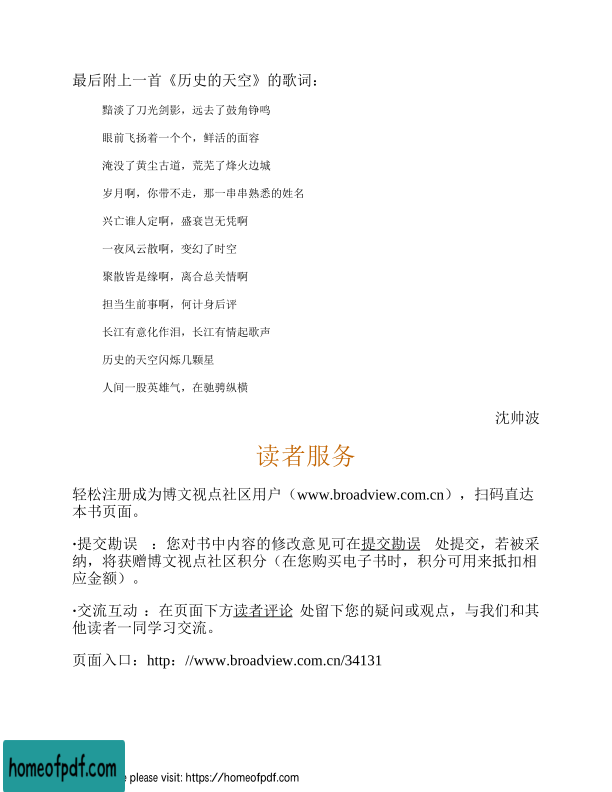 最后附上一首《历史的天空》的歌词：
黯淡了刀光剑影，远去了鼓角铮鸣
眼前飞扬着一个个，鲜活的面容
淹没了黄尘古道，荒芜了烽火边城
岁月啊，你带不走，那一串串熟悉的姓名
兴亡谁人定啊，盛衰岂无凭啊
一夜风云散啊，变幻了时空
聚散皆是缘啊，离合总关情啊
担当生前事啊，何计身后评
长江有意化作泪，长江有情起歌声
历史的天空闪烁几颗星
人间一股英雄气，在驰骋纵横
沈帅波
读者服务
轻松注册成为博文视点社区用户（www.broadview.com.cn），扫码直达
本书页面。
·提交勘误 ：您对书中内容的修改意见可在提交勘误 处提交，若被采
纳，将获赠博文视点社区积分（在您购买电子书时，积分可用来抵扣相
应金额）。
·交流互动 ：在页面下方读者评论 处留下您的疑问或观点，与我们和其
他读者一同学习交流。
页面入口：http：//www.broadview.com.cn/34131
homeofpdf.com
please visit: https://homeofpdf.com